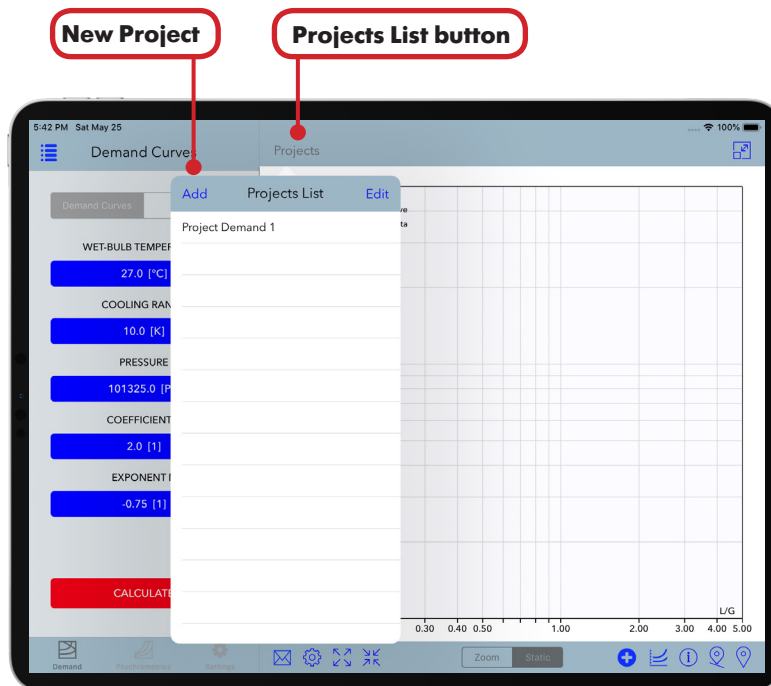 New Project
Projects List button
5:42 PM Sat May 25
100%
Demand Curves
Projects
Add
Projects List
Edit
Demand Curves
Project Demand 1
WET-BULB TEMPER
27.0 [°C]
COOLING RAN
10.0 [K]
PRESSURE
101325.0 [P
COEFFICIENT
2.0 [1]
EXPONENT
-0.75 [1]
CALCULATE
ve
ta
L/G
0.30 0.40 0.50 1.00 2.00 3.00 4.00 5.00
Demand
Psychrometrics
Settings
Zoom
Static